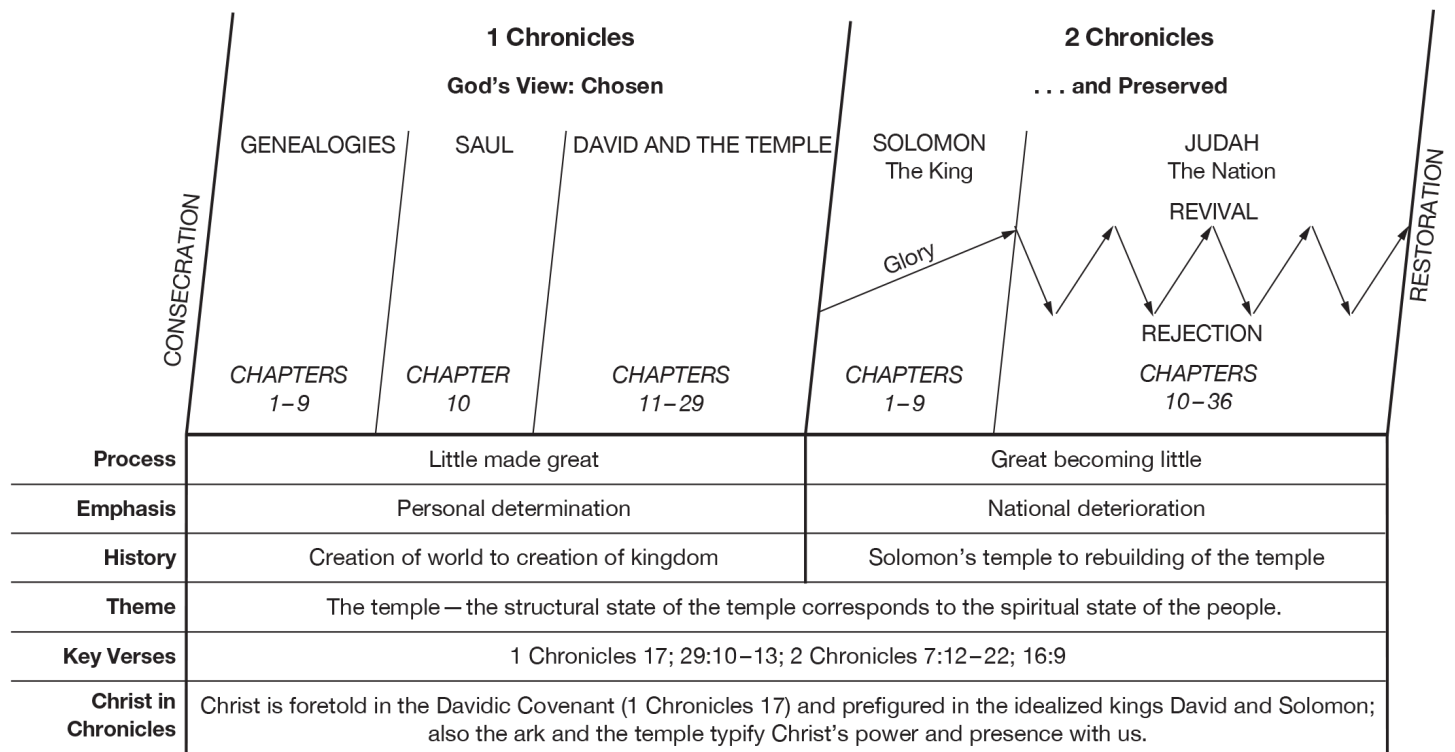 1 Chronicles
God's View: Chosen
2 Chronicles
. . . and Preserved
CONSECRATION
GENEALOGIES
SAUL
DAVID AND THE TEMPLE
SOLOMON
The King
JUDAH
The Nation
REVIVAL
Glory
REJECTION
RESTORATION
CHAPTERS
1–9
CHAPTER
10
CHAPTERS
11–29
CHAPTERS
1–9
CHAPTERS
10–36
Process
Little made great
Great becoming little
Emphasis
Personal determination
National deterioration
History
Creation of world to creation of kingdom
Solomon's temple to rebuilding of the temple
Theme
The temple—the structural state of the temple corresponds to the spiritual state of the people.
Key Verses
1 Chronicles 17; 29:10–13; 2 Chronicles 7:12–22; 16:9
Christ in
Chronicles
Christ is foretold in the Davidic Covenant (1 Chronicles 17) and prefigured in the idealized kings David and Solomon;
also the ark and the temple typify Christ's power and presence with us.